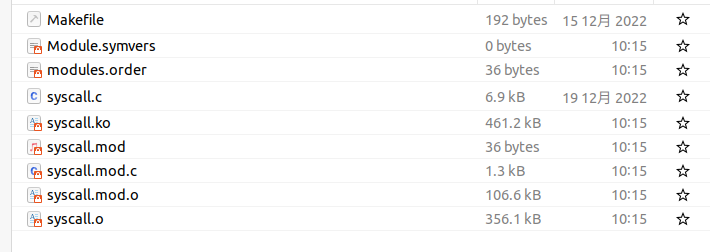 Makefile 192 bytes 15 12月 2022
Module.symvers 0 bytes 10:15
modules.order 36 bytes 10:15
syscall.c 6.9 kB 19 12月 2022
syscall.ko 461.2 kB 10:15
syscall.mod 36 bytes 10:15
syscall.mod.c 1.3 kB 10:15
syscall.mod.o 106.6 kB 10:15
syscall.o 356.1 kB 10:15